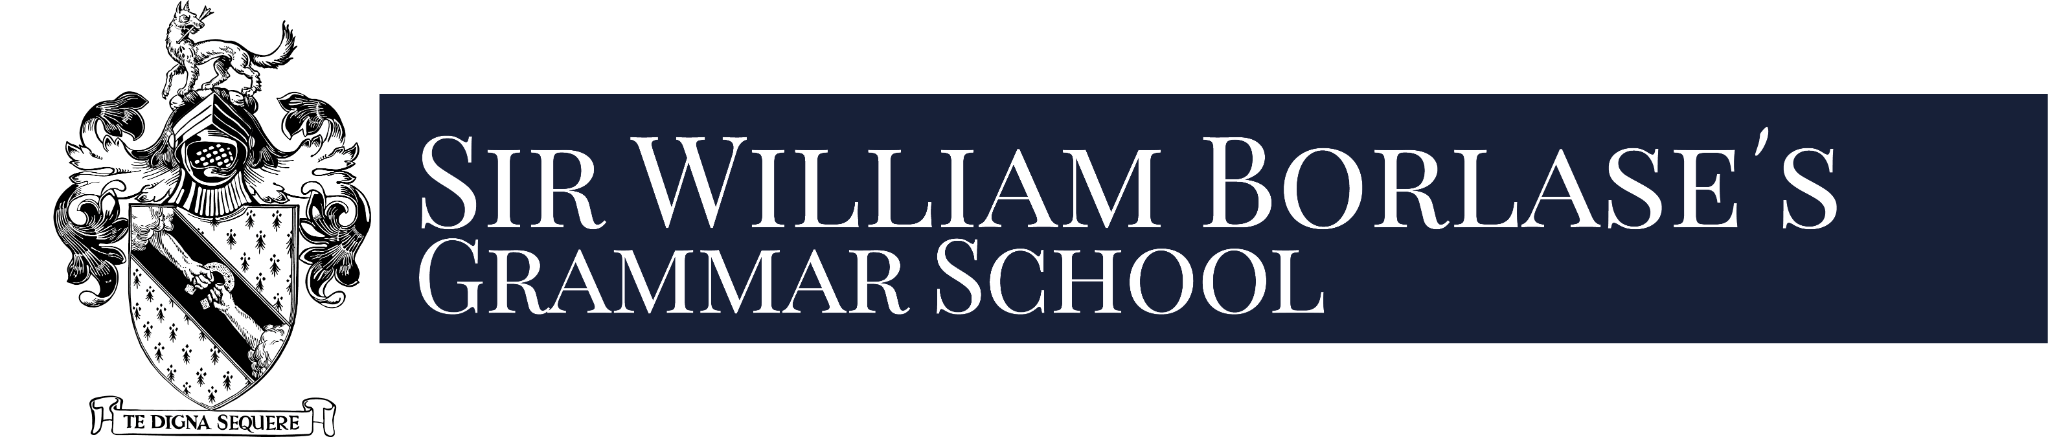 Sir William Borlase's
Grammar School
TE DIGNA SEQUERE